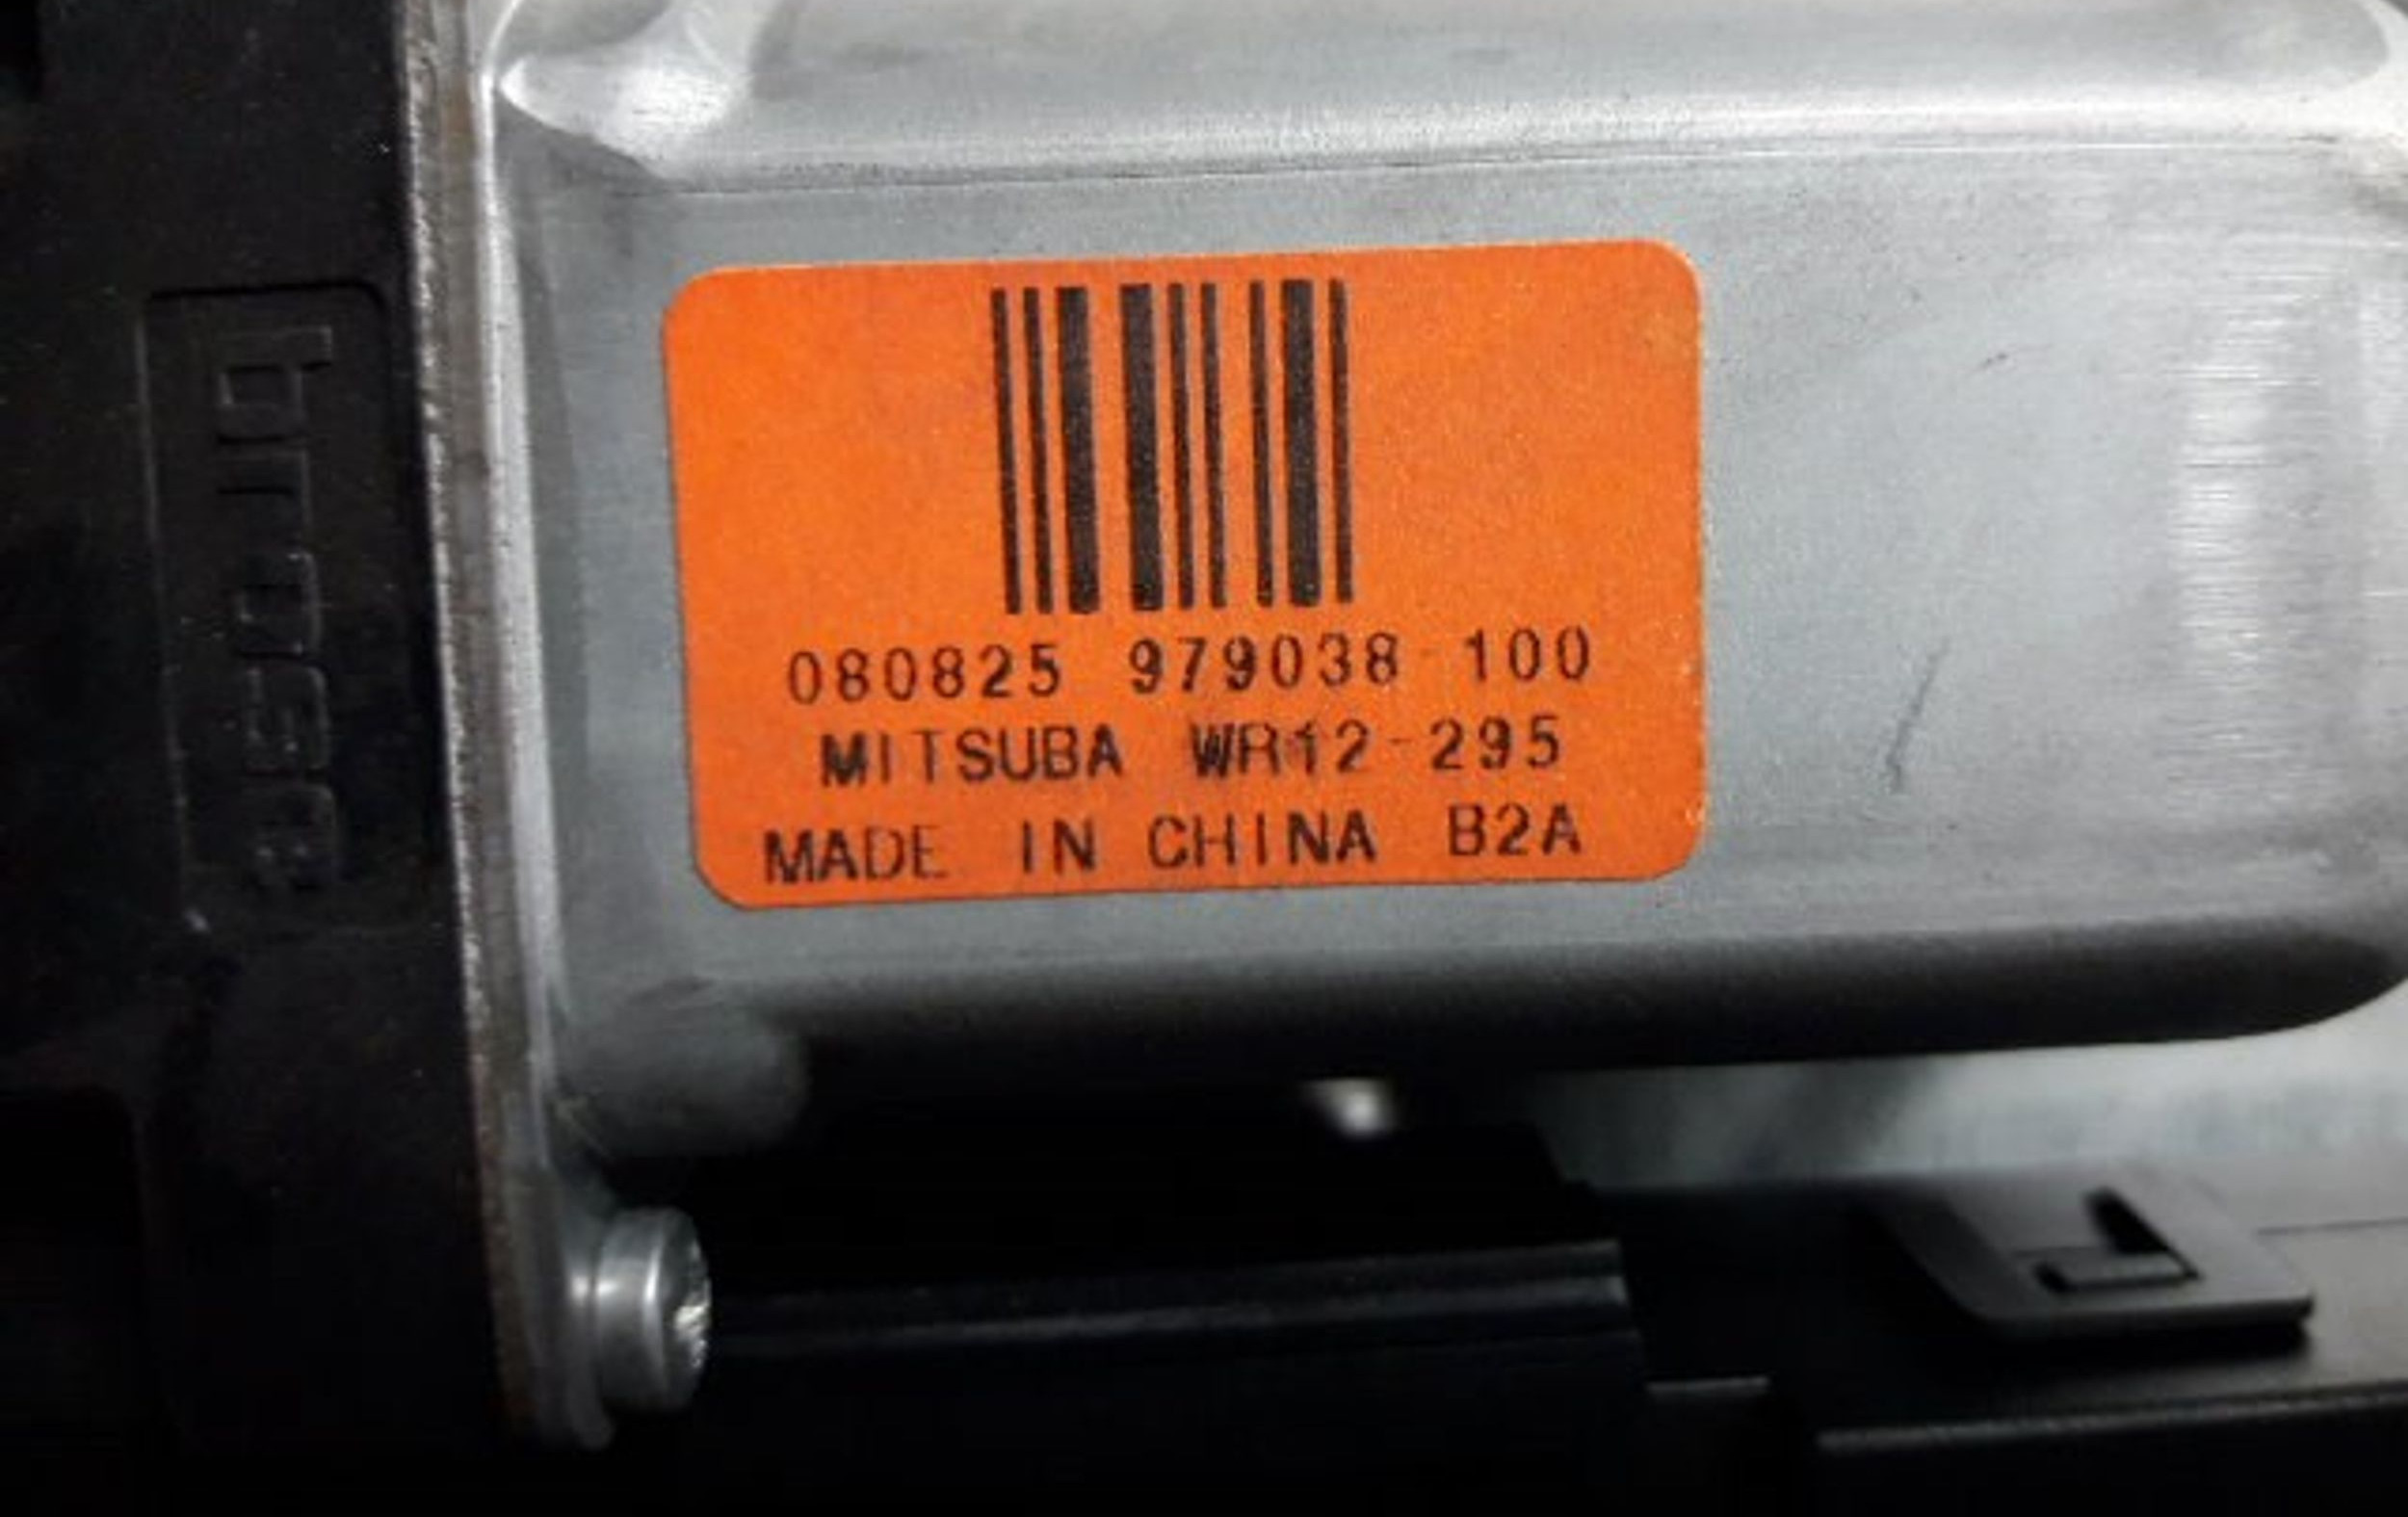 brose
080825 979038-100
MITSUBA WR12-295
MADE IN CHINA B2A